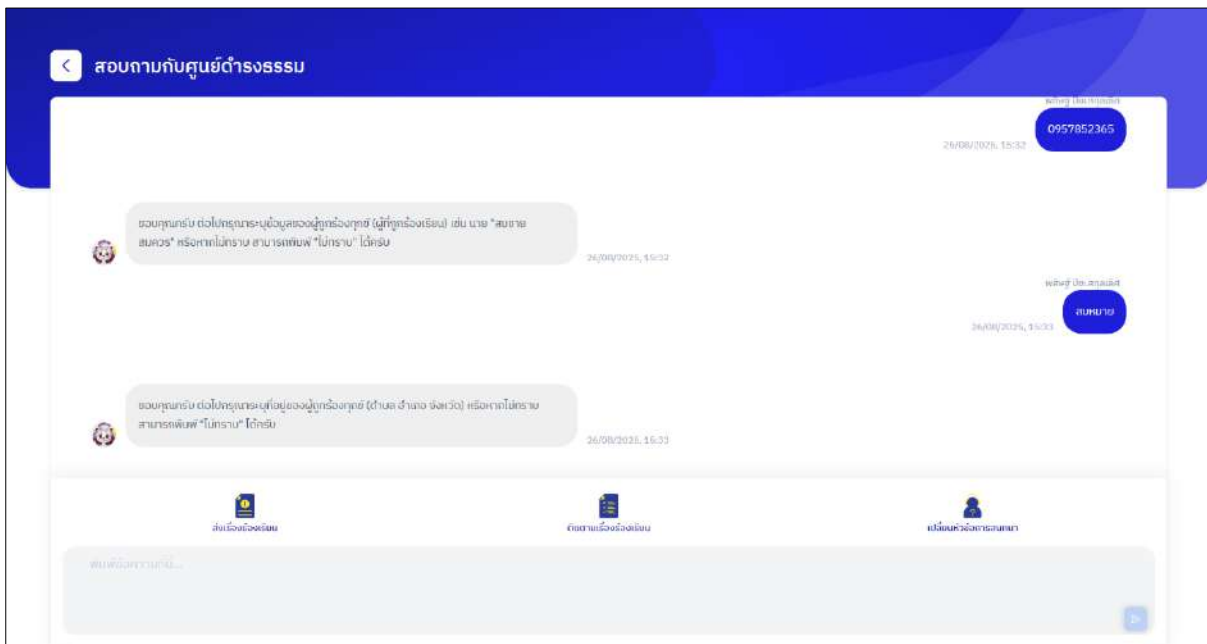 สอบถามกับศูนย์ดำรงธรรม
0957852365
26/08/2025, 15:32
ขอบคุณครับ ต่อไปกรุณาระบุข้อมูลของผู้ถูกร้องทุกข์ (ผู้ที่ถูกร้องเรียน) เช่น นาย "สมชาย
สมควร" หรือหากไม่ทราบ สามารถพิมพ์ "ไม่ทราบ" ได้ครับ
26/08/2025, 15:32
สมหมาย
26/08/2025, 15:33
ขอบคุณครับ ต่อไปกรุณาระบุที่อยู่ของผู้ถูกร้องทุกข์ (ตำบล อำเภอ จังหวัด) หรือหากไม่ทราบ
สามารถพิมพ์ "ไม่ทราบ" ได้ครับ
26/08/2025, 15:33
ส่งเรื่องร้องเรียน
ติดตามเรื่องร้องเรียน
เปลี่ยนหัวข้อการสนทนา
พิมพ์ข้อความที่นี่...